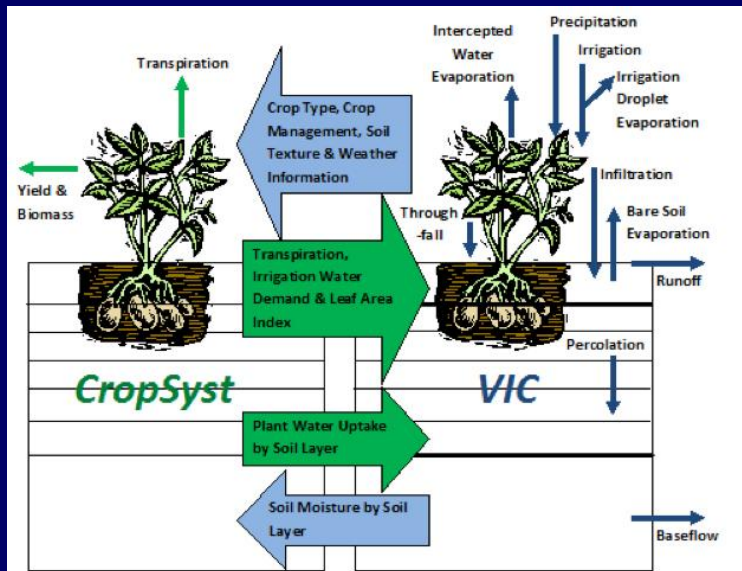 Transpiration
Yield &
Biomass
Crop Type, Crop
Management, Soil
Texture & Weather
Information
Transpiration,
Irrigation Water
Demand & Leaf Area
Index
CropSyst
Plant Water Uptake
by Soil Layer
Soil Moisture by Soil
Layer
Intercepted
Water
Evaporation
Precipitation
Irrigation
Irrigation
Droplet
Evaporation
Infiltration
Through
-fall
Bare Soil
Evaporation
Runoff
Percolation
VIC
Baseflow